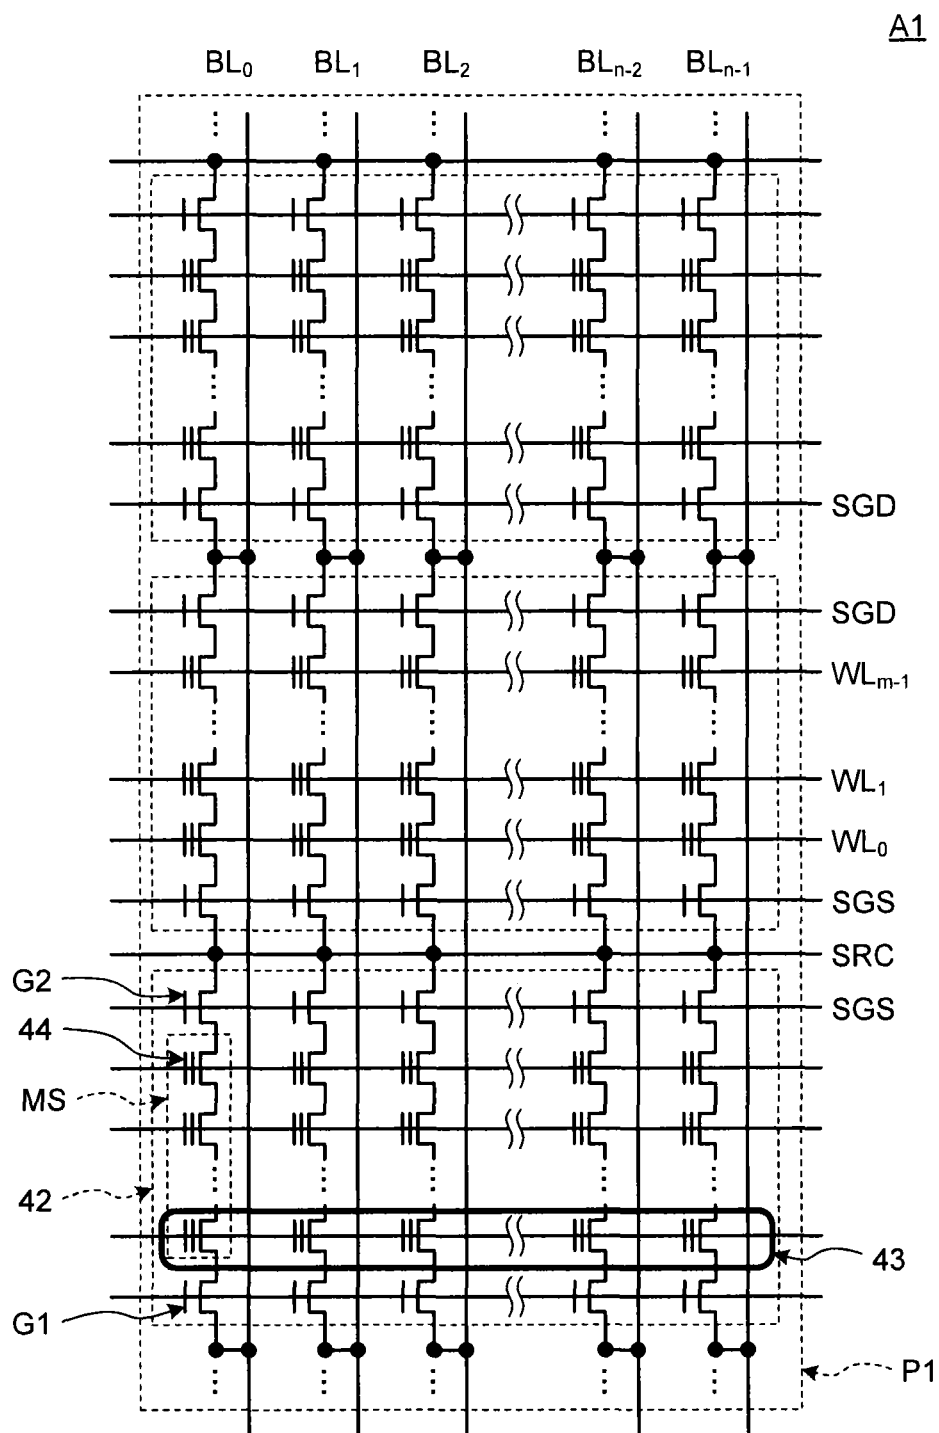 A1
BL0 BL1 BL2 BLn-2 BLn-1
SGD
SGD
WLm-1
WL1
WL0
SGS
SRC
G2
SGS
44
MS
42
43
G1
P1